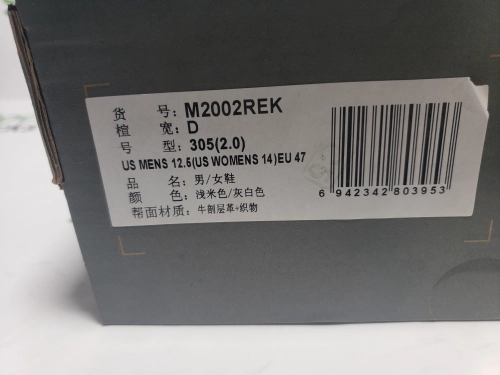 货 号: M2002REK
楦 宽: D
号 型: 305(2.0)
US MENS 12.5(US WOMENS 14)EU 47
品 名: 男/女鞋
颜 色: 浅米色/灰白色
帮面材质: 牛剖层革+织物
6 942342 803953